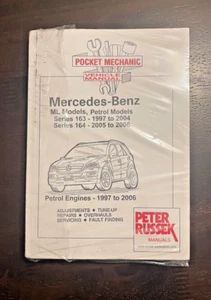 POCKET MECHANIC
VEHICLE
MANUAL
Mercedes-Benz
ML Models, Petrol Models
Series 163 - 1997 to 2004
Series 164 - 2005 to 2006
Petrol Engines - 1997 to 2006
ADJUSTMENTS • TUNE-UP
REPAIRS • OVERHAULS
SERVICING • FAULT FINDING
PETER
RUSSEK
MANUALS